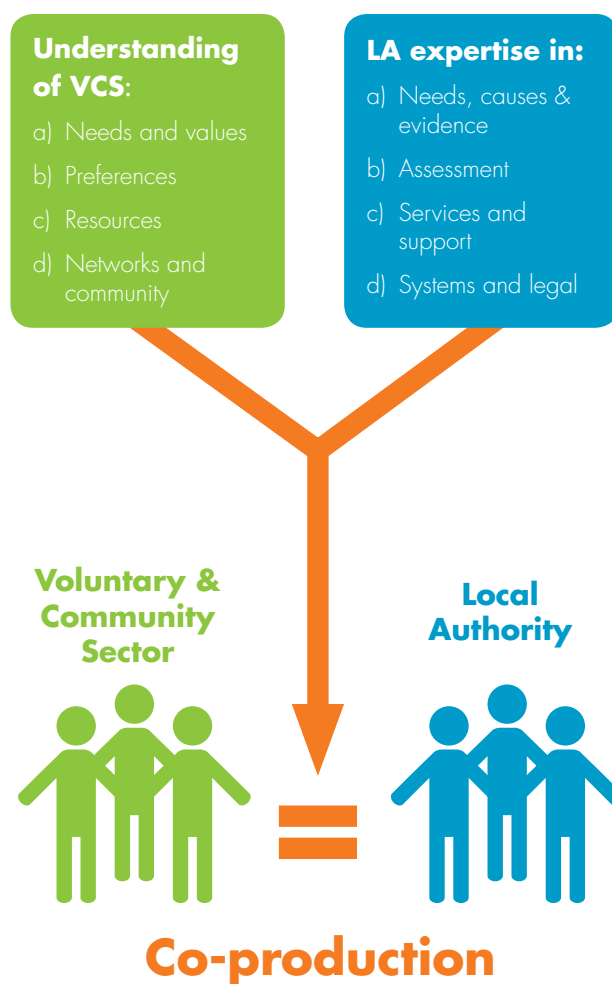 Understanding
of VCS:
a) Needs and values
b) Preferences
c) Resources
d) Networks and
community
LA expertise in:
a) Needs, causes &
evidence
b) Assessment
c) Services and
support
d) Systems and legal
Voluntary &
Community
Sector
Local
Authority
=
Co-production